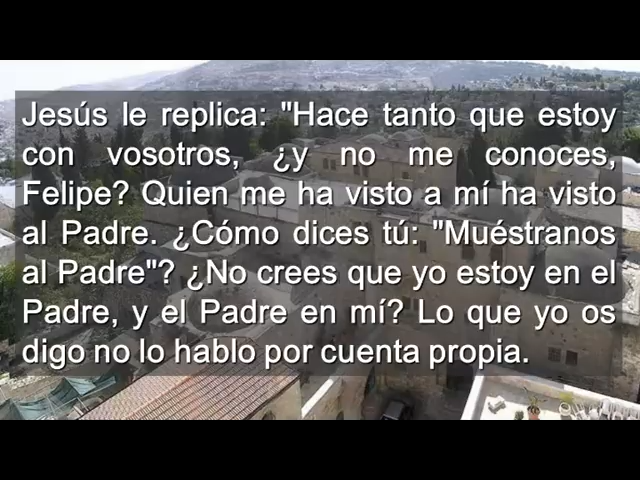 Jesús le replica: "Hace tanto que estoy
con vosotros, ¿y no me conoces,
Felipe? Quien me ha visto a mí ha visto
al Padre. ¿Cómo dices tú: "Muéstranos
al Padre"? ¿No crees que yo estoy en el
Padre, y el Padre en mí? Lo que yo os
digo no lo hablo por cuenta propia.